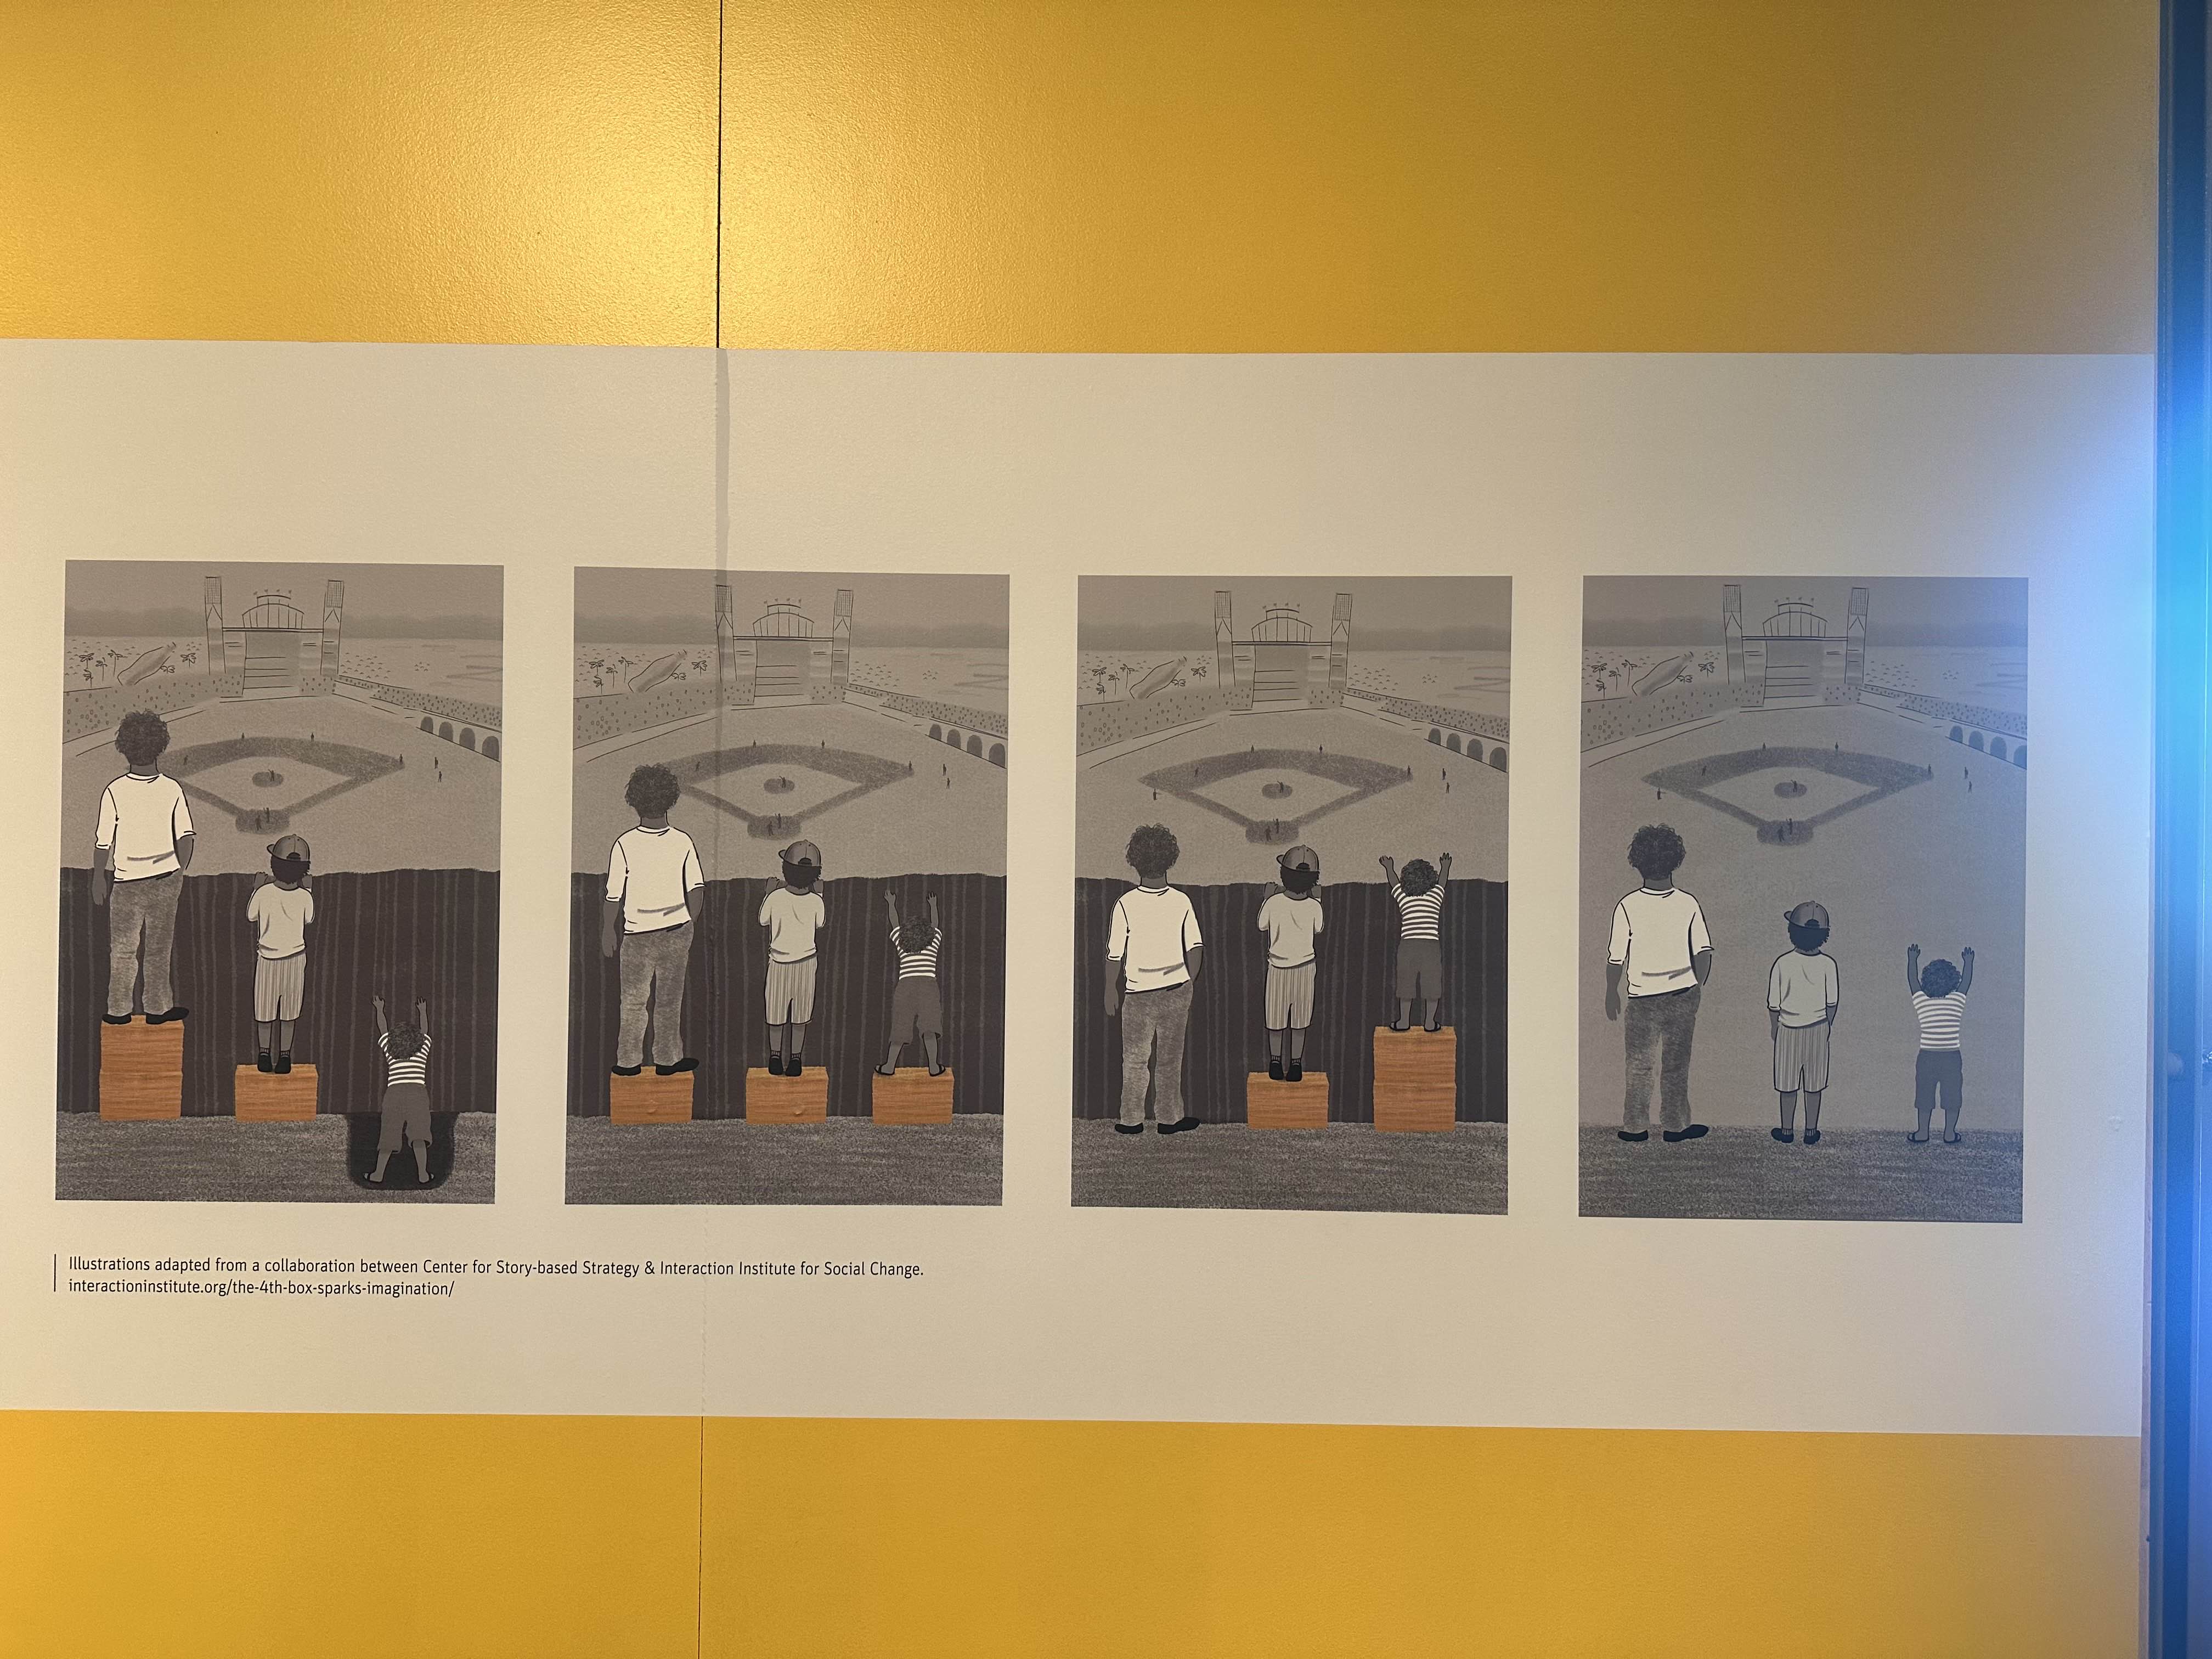 Illustrations adapted from a collaboration between Center for Story-based Strategy & Interaction Institute for Social Change.
interactioninstitute.org/the-4th-box-sparks-imagination/